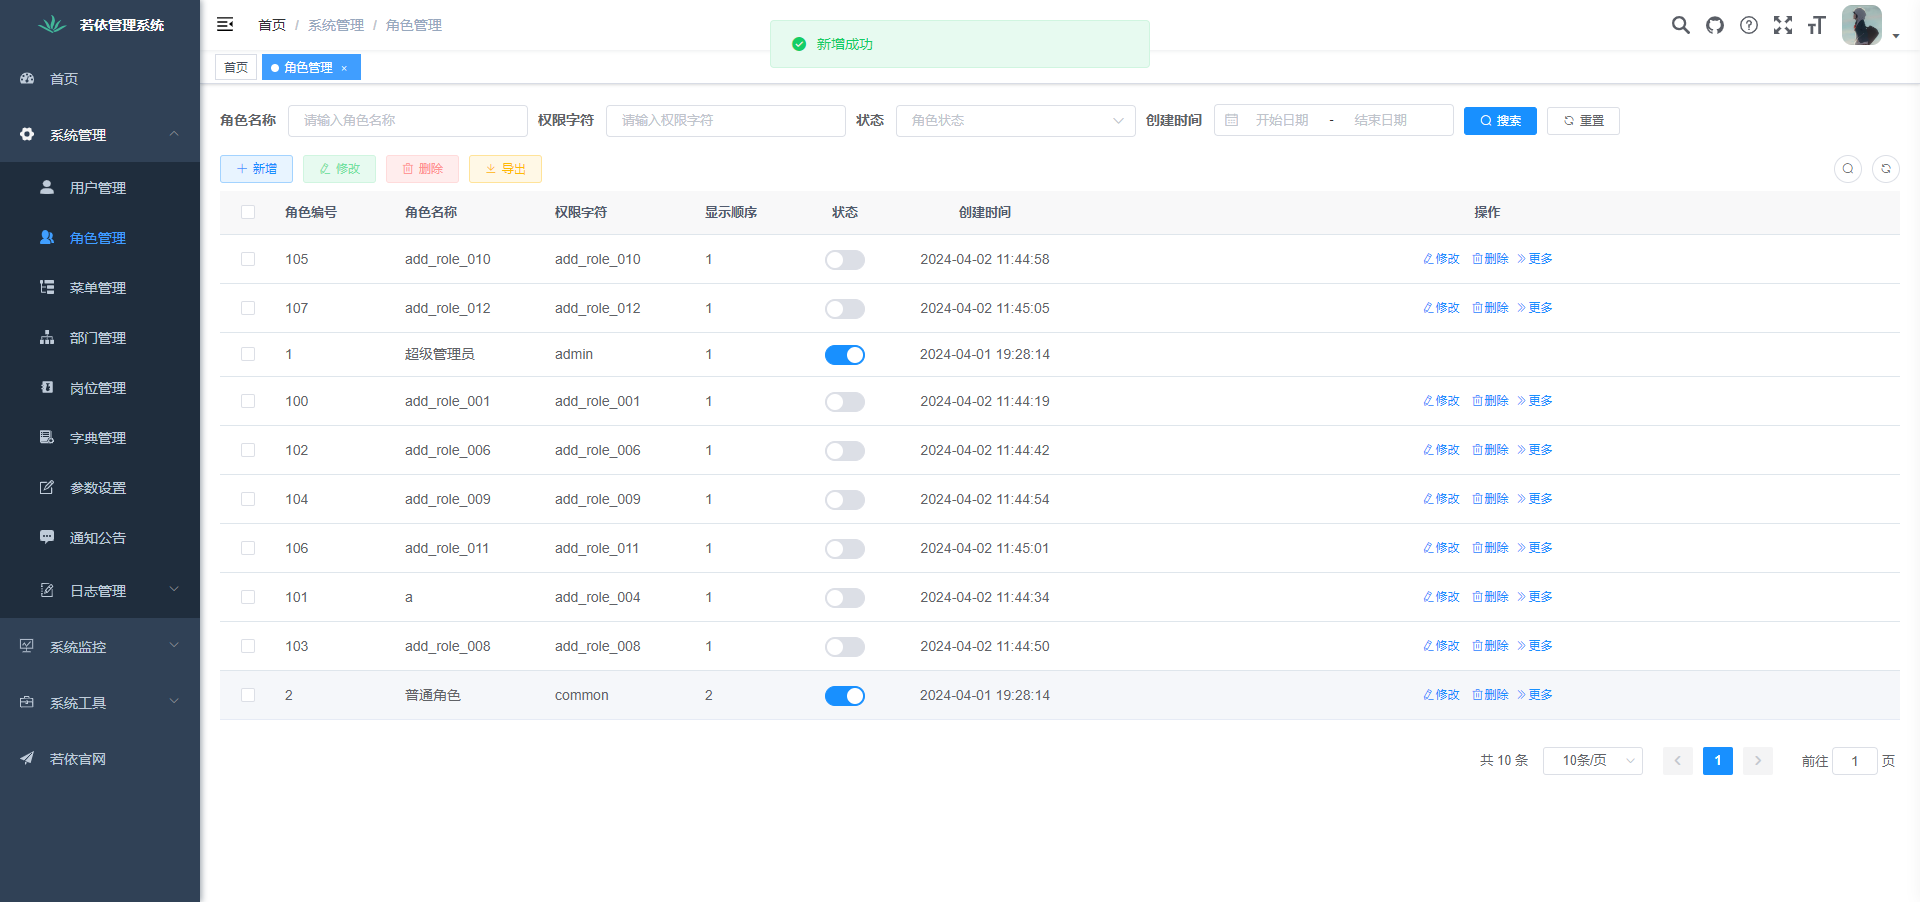 若依管理系统
首页 / 系统管理 / 角色管理
新增成功
首页
角色管理 ×
首页
系统管理
用户管理
角色管理
菜单管理
部门管理
岗位管理
字典管理
参数设置
通知公告
日志管理
系统监控
系统工具
若依官网
角色名称 请输入角色名称 权限字符 请输入权限字符 状态 角色状态 创建时间 开始日期 - 结束日期 搜索 重置
新增 修改 删除 导出
角色编号 角色名称 权限字符 显示顺序 状态 创建时间 操作
105 add_role_010 add_role_010 1 2024-04-02 11:44:58 修改 删除 更多
107 add_role_012 add_role_012 1 2024-04-02 11:45:05 修改 删除 更多
1 超级管理员 admin 1 2024-04-01 19:28:14
100 add_role_001 add_role_001 1 2024-04-02 11:44:19 修改 删除 更多
102 add_role_006 add_role_006 1 2024-04-02 11:44:42 修改 删除 更多
104 add_role_009 add_role_009 1 2024-04-02 11:44:54 修改 删除 更多
106 add_role_011 add_role_011 1 2024-04-02 11:45:01 修改 删除 更多
101 a add_role_004 1 2024-04-02 11:44:34 修改 删除 更多
103 add_role_008 add_role_008 1 2024-04-02 11:44:50 修改 删除 更多
2 普通角色 common 2 2024-04-01 19:28:14 修改 删除 更多
共 10 条 10条/页 1 前往 1 页